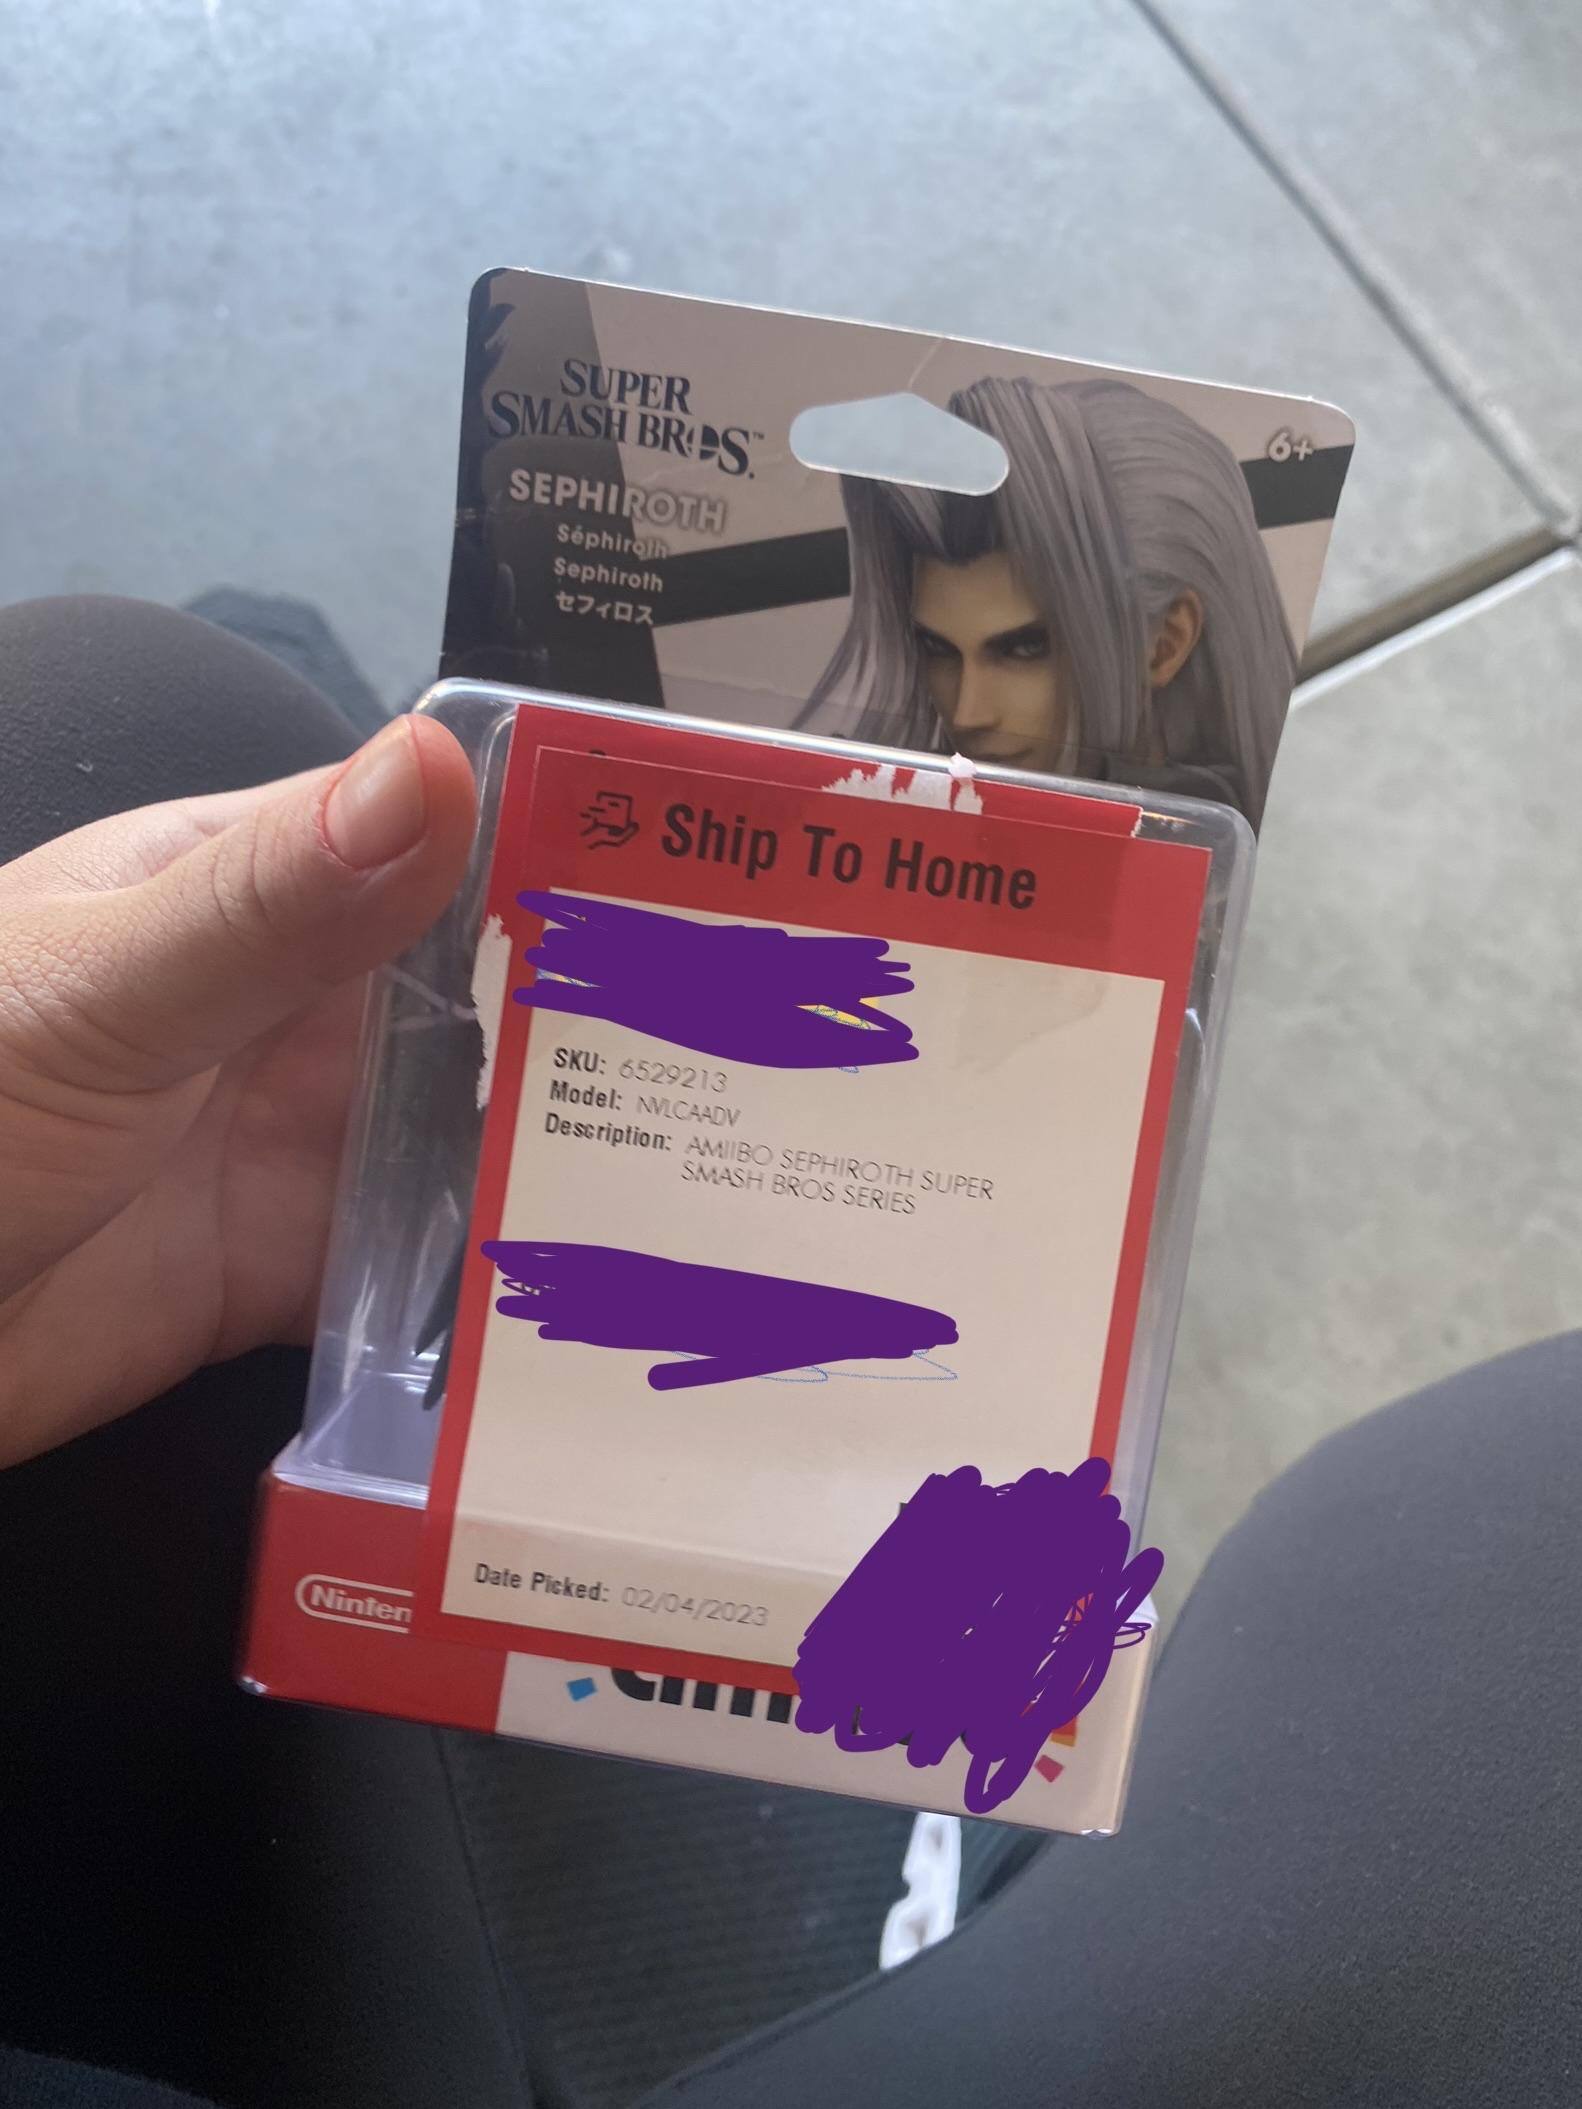 SUPER
SMASH BROS.™
SEPHIROTH
Séphiroth
Sephiroth
セフィロス
6+
Ship To Home
SKU: 6529213
Model: NVLCAADV
Description: AMIIBO SEPHIROTH SUPER
SMASH BROS SERIES
Date Picked: 02/04/2023
Ninten